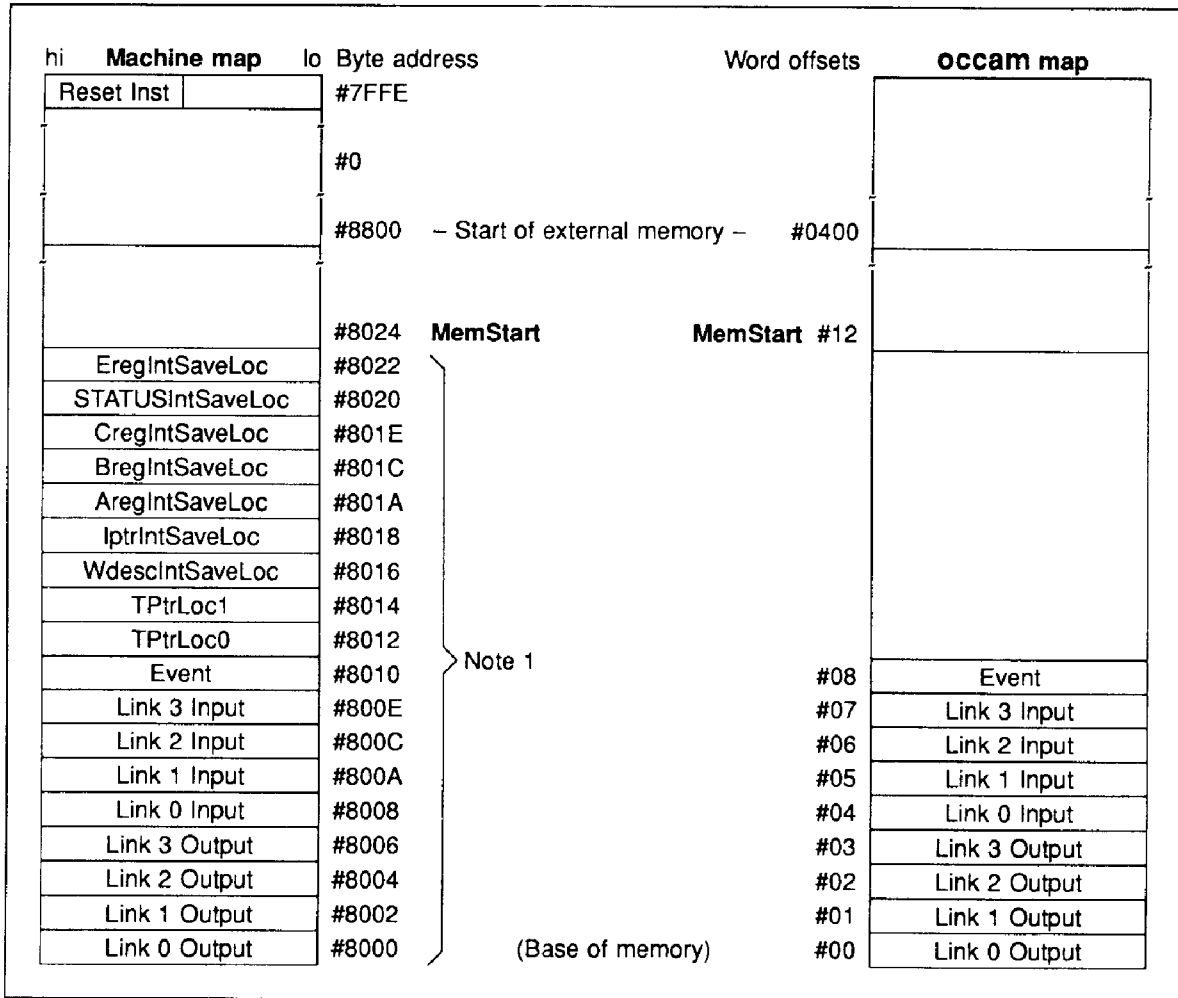 hi Machine map lo Byte address Word offsets occam map
Reset Inst #7FFE
#0
#8800 – Start of external memory – #0400
#8024 MemStart MemStart #12
EregIntSaveLoc #8022
STATUSIntSaveLoc #8020
CregIntSaveLoc #801E
BregIntSaveLoc #801C
AregIntSaveLoc #801A
IptrIntSaveLoc #8018
WdescIntSaveLoc #8016
TPtrLoc1 #8014
TPtrLoc0 #8012
Note 1
Event #8010 #08 Event
Link 3 Input #800E #07 Link 3 Input
Link 2 Input #800C #06 Link 2 Input
Link 1 Input #800A #05 Link 1 Input
Link 0 Input #8008 #04 Link 0 Input
Link 3 Output #8006 #03 Link 3 Output
Link 2 Output #8004 #02 Link 2 Output
Link 1 Output #8002 #01 Link 1 Output
Link 0 Output #8000 (Base of memory) #00 Link 0 Output